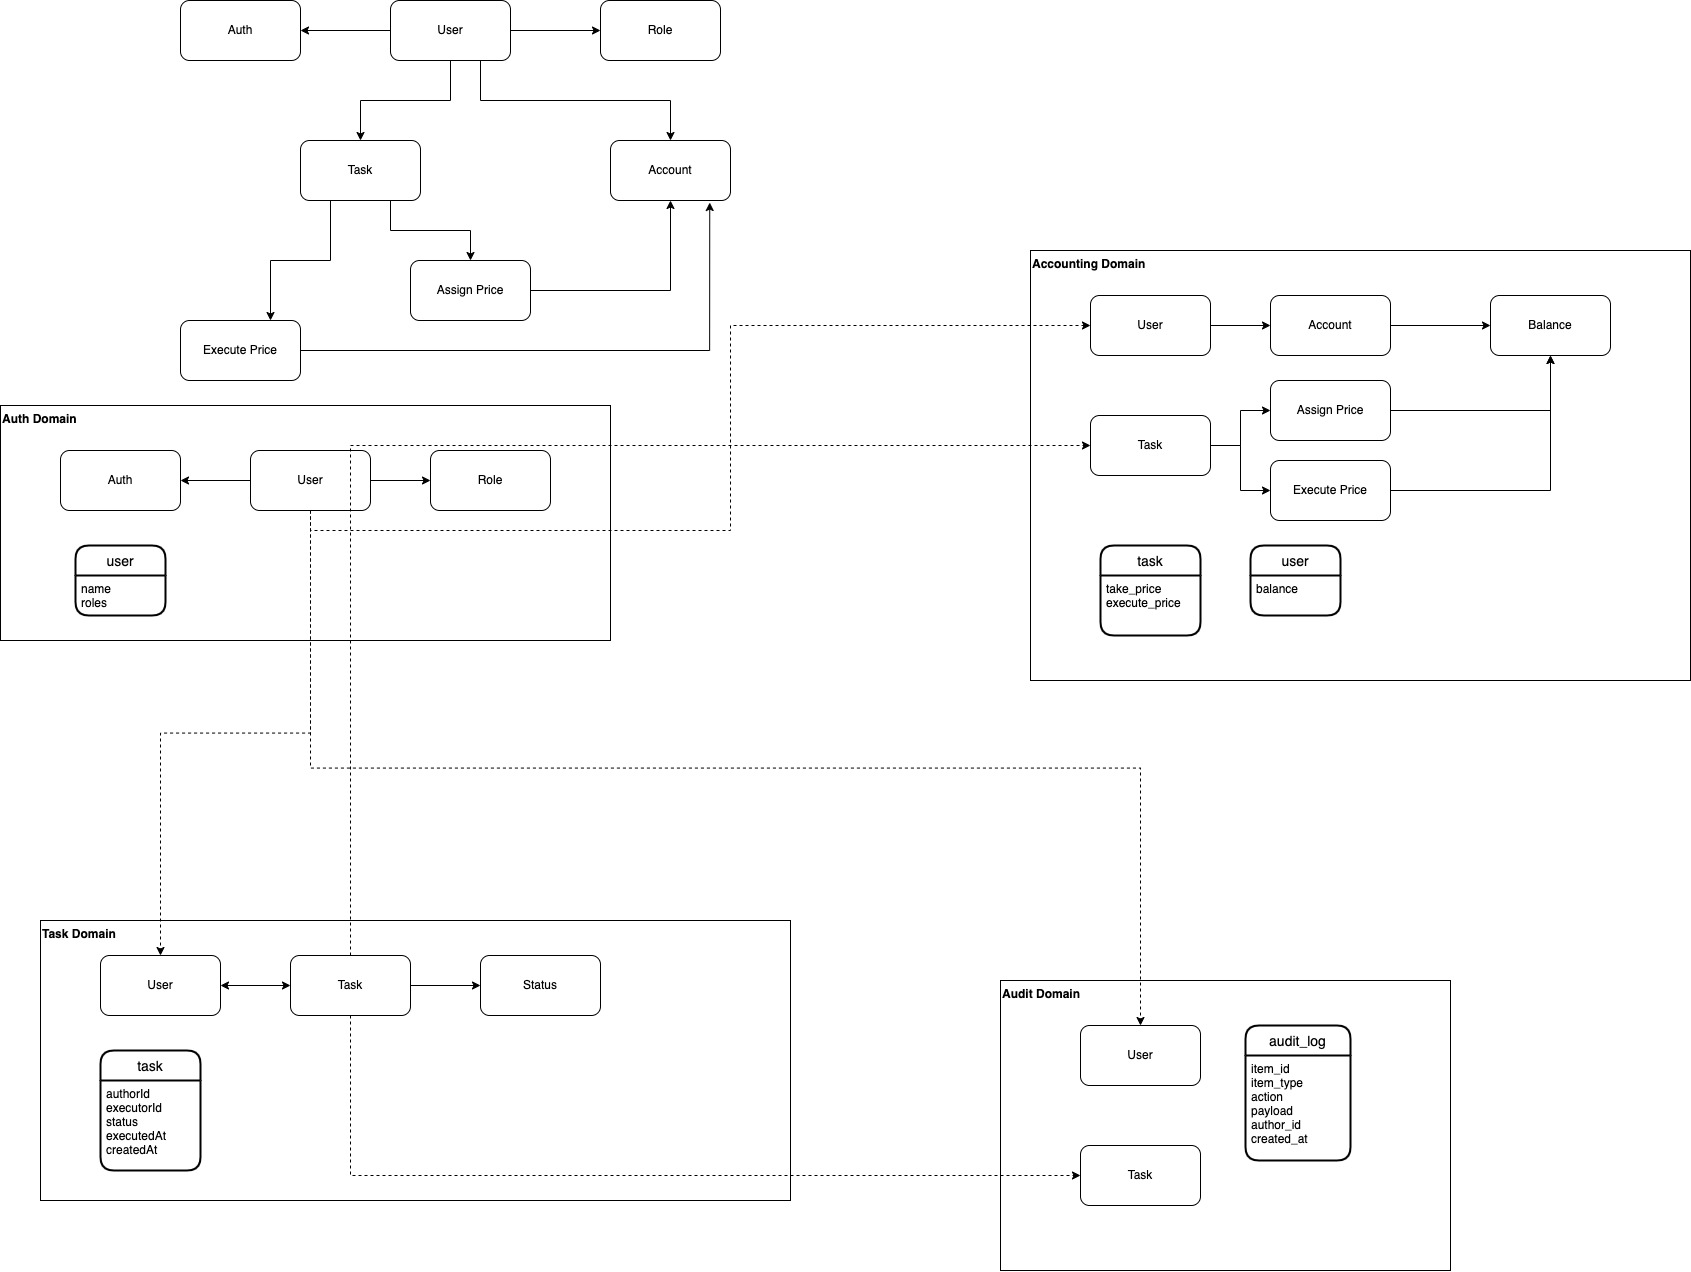 Auth
User
Role
Task
Account
Assign Price
Execute Price
Accounting Domain
User
Account
Balance
Assign Price
Task
Execute Price
task
take_price
execute_price
user
balance
Auth Domain
Auth
User
Role
user
name
roles
Task Domain
User
Task
Status
task
authorId
executorId
status
executedAt
createdAt
Audit Domain
User
audit_log
item_id
item_type
action
payload
author_id
created_at
Task